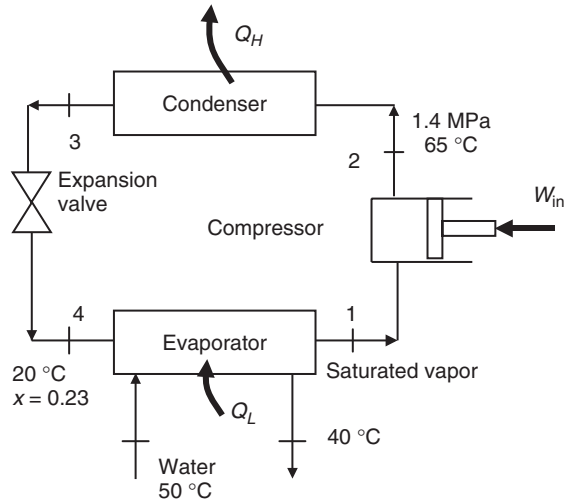 Q_H
Condenser
3
1.4 MPa
65 °C
2
Expansion
valve
Compressor
W_in
4
Evaporator
1
20 °C
x = 0.23
Saturated vapor
Q_L
40 °C
Water
50 °C